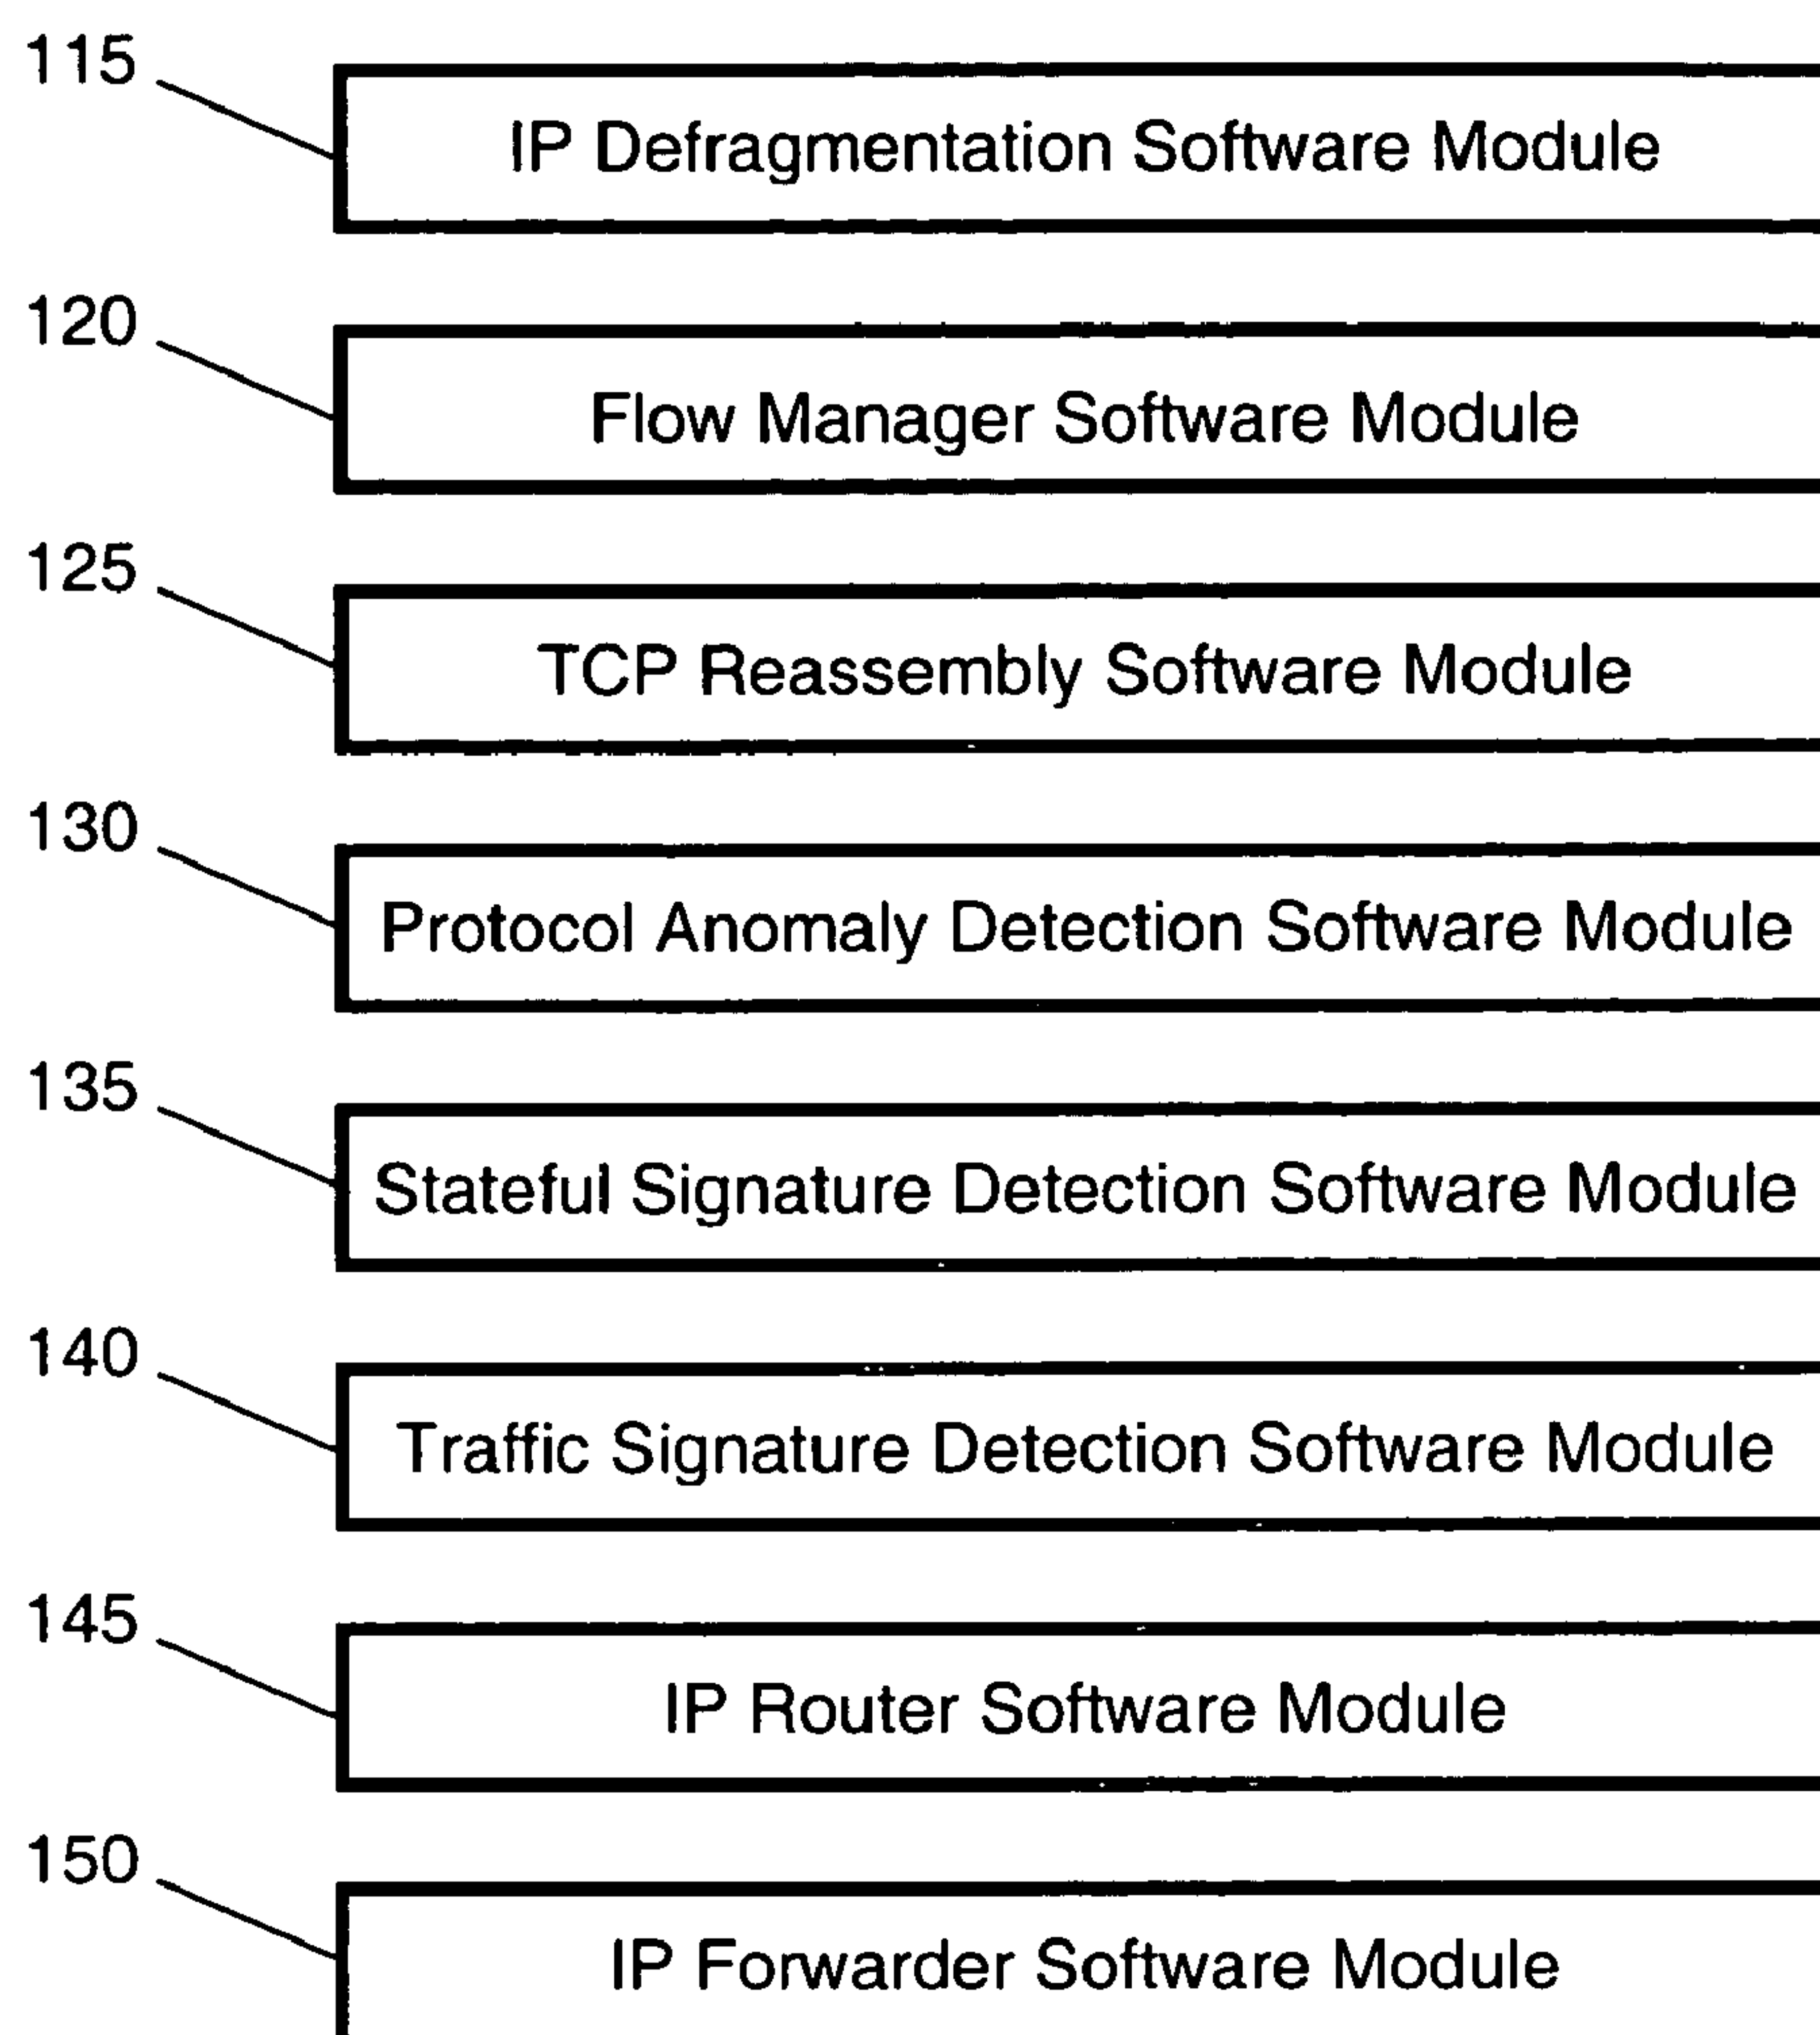 115
IP Defragmentation Software Module
120
Flow Manager Software Module
125
TCP Reassembly Software Module
130
Protocol Anomaly Detection Software Module
135
Stateful Signature Detection Software Module
140
Traffic Signature Detection Software Module
145
IP Router Software Module
150
IP Forwarder Software Module